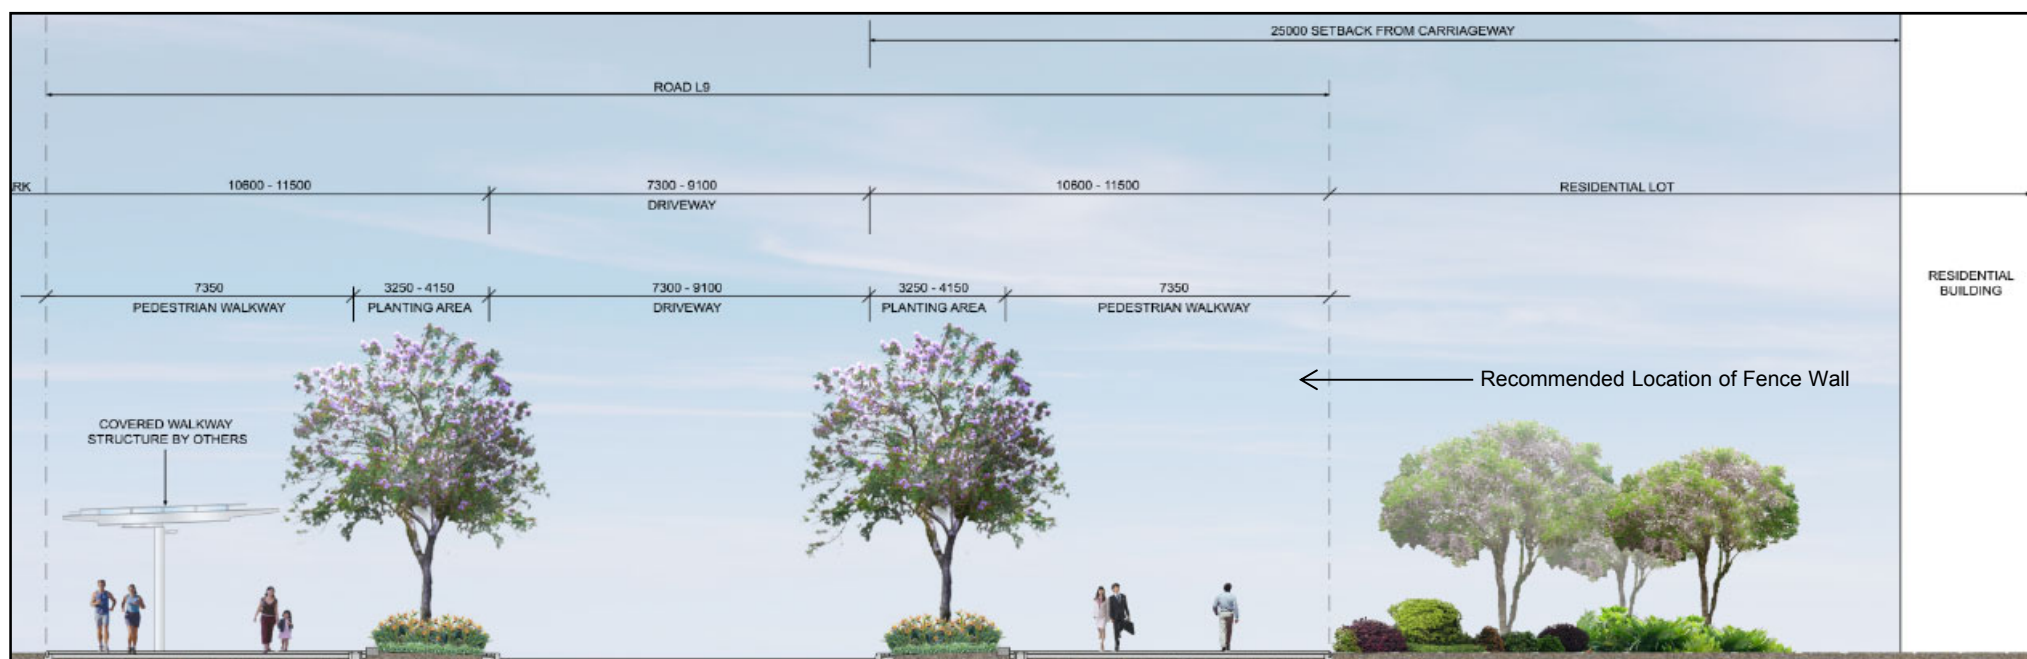 25000 SETBACK FROM CARRIAGEWAY
ROAD L9
RK
10600 - 11500
7300 - 9100
DRIVEWAY
10600 - 11500
RESIDENTIAL LOT
7350
PEDESTRIAN WALKWAY
3250 - 4150
PLANTING AREA
7300 - 9100
DRIVEWAY
3250 - 4150
PLANTING AREA
7350
PEDESTRIAN WALKWAY
RESIDENTIAL
BUILDING
Recommended Location of Fence Wall
COVERED WALKWAY
STRUCTURE BY OTHERS